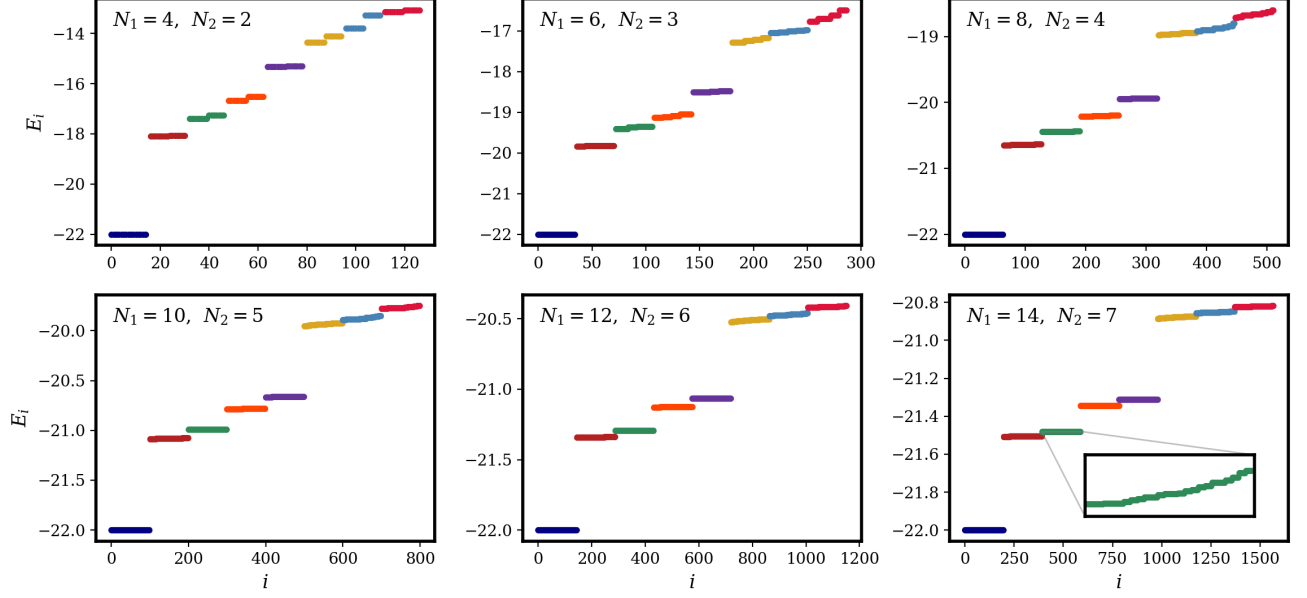 N₁ = 4, N₂ = 2
E_i
−14
−16
−18
−20
−22
0 20 40 60 80 100 120
N₁ = 6, N₂ = 3
−17
−18
−19
−20
−21
−22
0 50 100 150 200 250 300
N₁ = 8, N₂ = 4
−19
−20
−21
−22
0 100 200 300 400 500
N₁ = 10, N₂ = 5
E_i
−20.0
−20.5
−21.0
−21.5
−22.0
0 200 400 600 800
i
N₁ = 12, N₂ = 6
−20.5
−21.0
−21.5
−22.0
0 200 400 600 800 1000
i
N₁ = 14, N₂ = 7
−20.8
−21.0
−21.2
−21.4
−21.6
−21.8
−22.0
0 250 500 750 1000 1250 1500
i